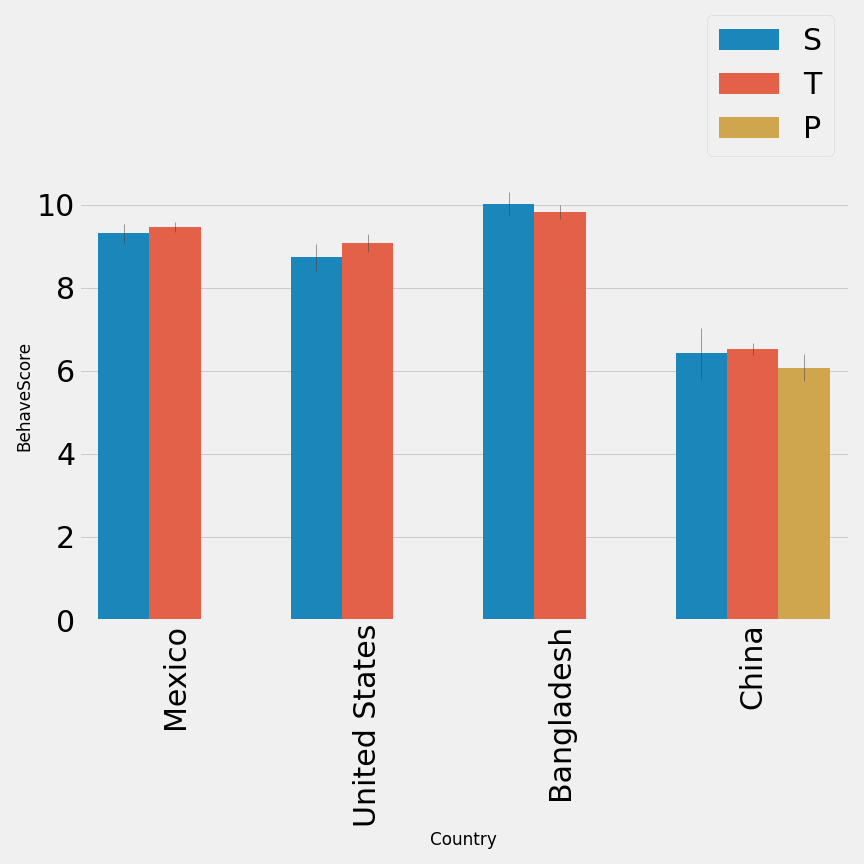 S
T
P
10
8
6
4
2
0
BehaveScore
Mexico
United States
Bangladesh
China
Country